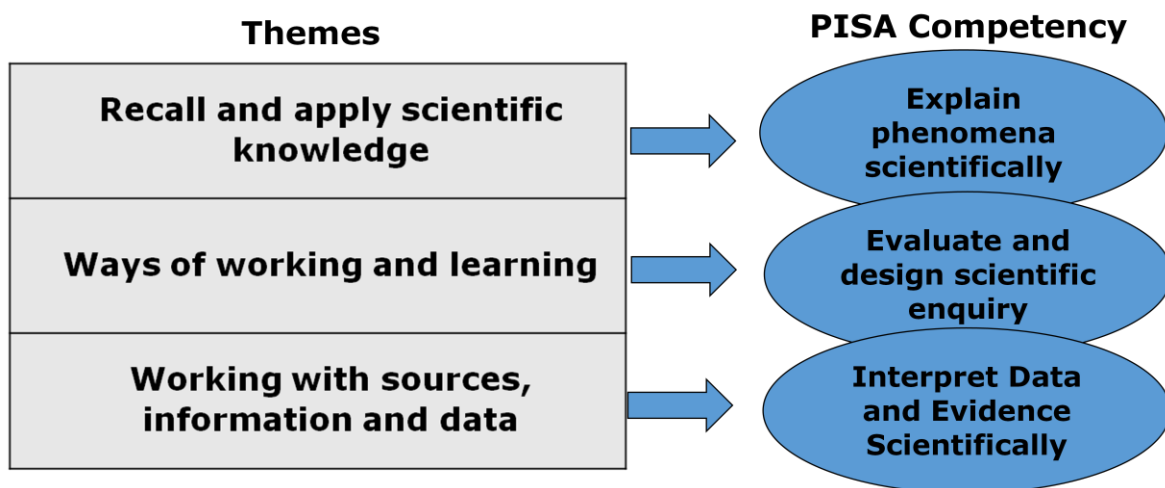 Themes
PISA Competency
Recall and apply scientific
knowledge
Explain
phenomena
scientifically
Ways of working and learning
Evaluate and
design scientific
enquiry
Working with sources,
information and data
Interpret Data
and Evidence
Scientifically